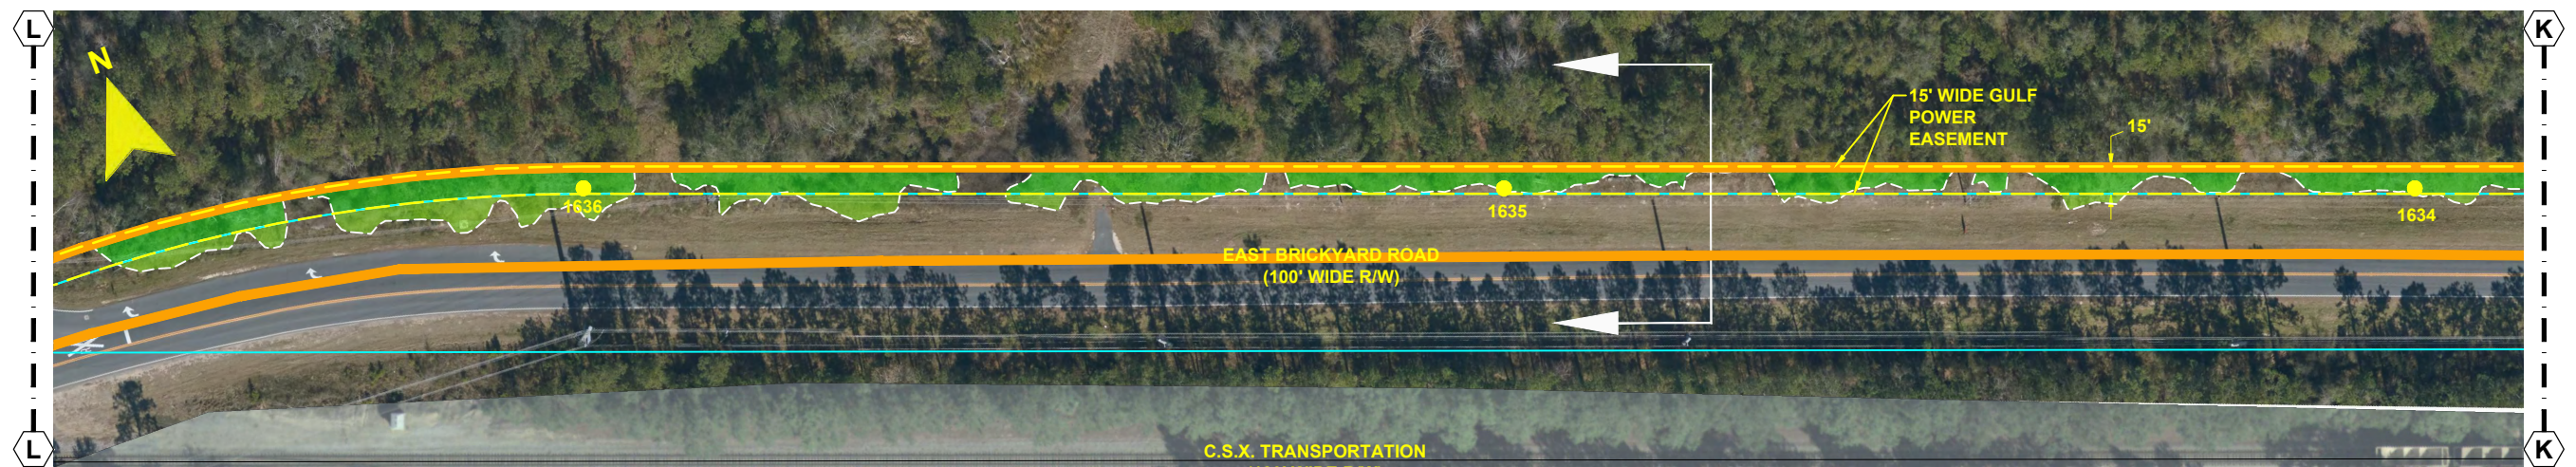 L
K
N
15' WIDE GULF
POWER
EASEMENT
15'
1636
1635
1634
EAST BRICKYARD ROAD
(100' WIDE R/W)
L
C.S.X. TRANSPORTATION
K